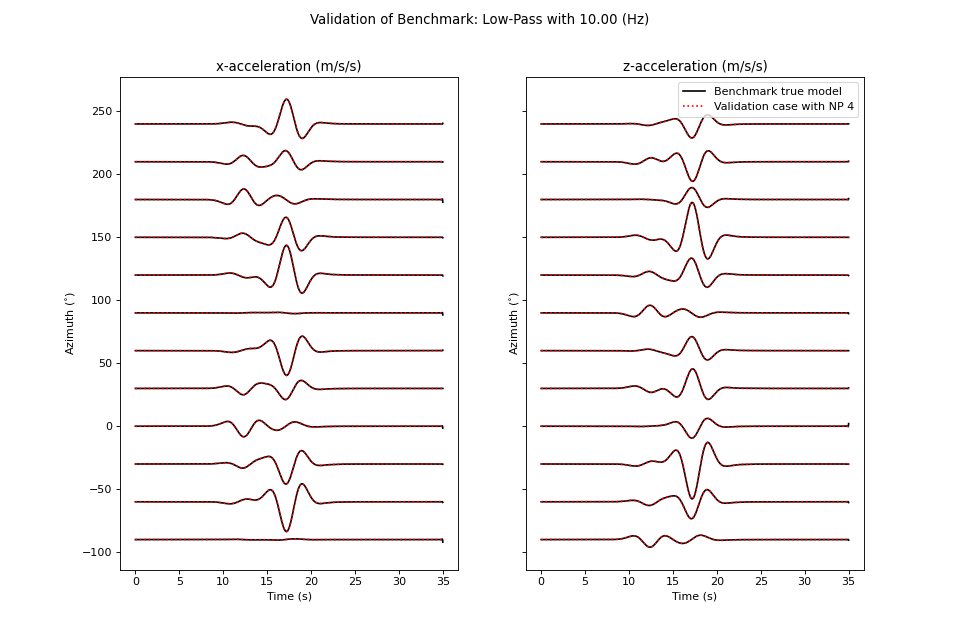 Validation of Benchmark: Low-Pass with 10.00 (Hz)
x-acceleration (m/s/s)
z-acceleration (m/s/s)
Benchmark true model
Validation case with NP 4
250
200
150
100
50
0
−50
−100
Azimuth (°)
Azimuth (°)
0 5 10 15 20 25 30 35
0 5 10 15 20 25 30 35
Time (s)
Time (s)